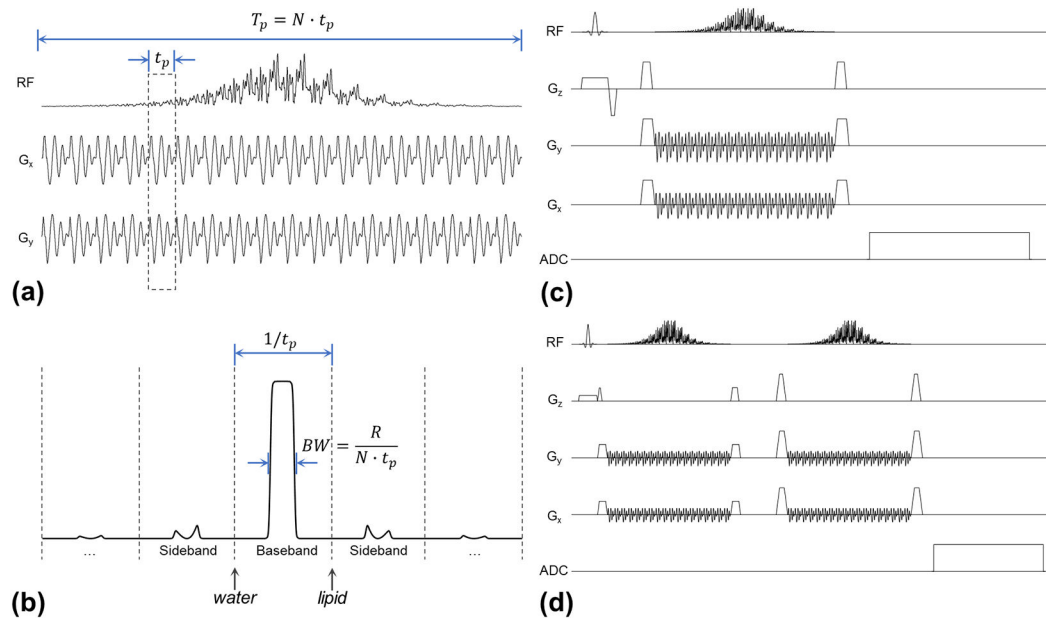 T_p = N · t_p
t_p
RF
G_x
G_y
(a)
1/t_p
BW = R / N · t_p
...
Sideband
Baseband
Sideband
...
water
lipid
(b)
RF
G_z
G_y
G_x
ADC
(c)
RF
G_z
G_y
G_x
ADC
(d)